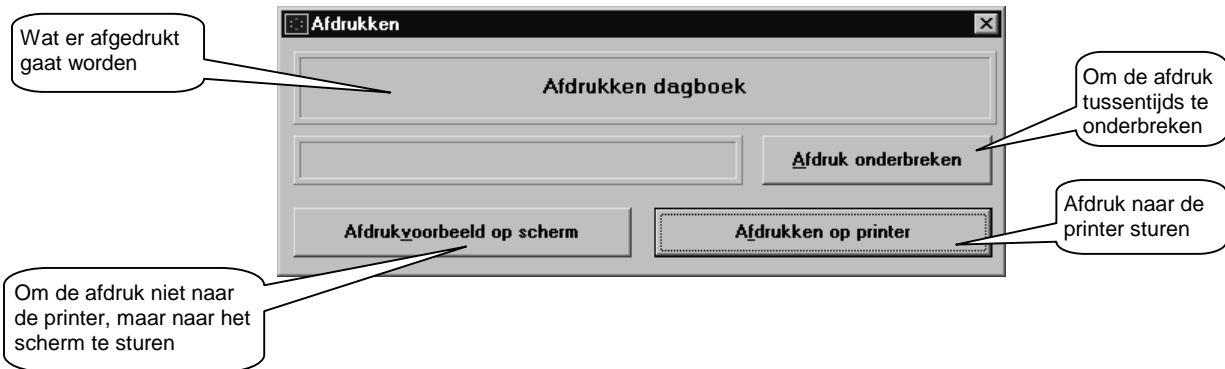 Afdrukken
Wat er afgedrukt
gaat worden
Afdrukken dagboek
Om de afdruk
tussentijds te
onderbreken
Afdruk onderbreken
Afdruk naar de
printer sturen
Afdrukvoorbeeld op scherm
Afdrukken op printer
Om de afdruk niet naar
de printer, maar naar het
scherm te sturen